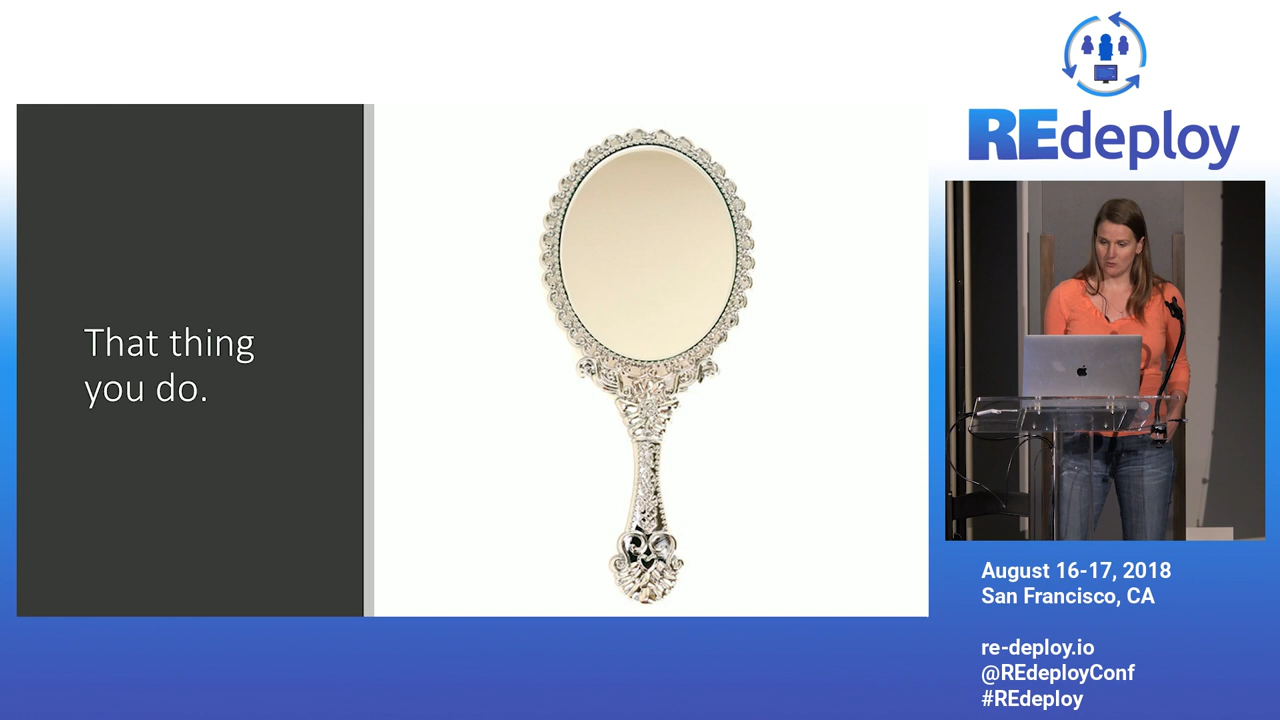 That thing
you do.
REdeploy
August 16-17, 2018
San Francisco, CA
re-deploy.io
@REdeployConf
#REdeploy